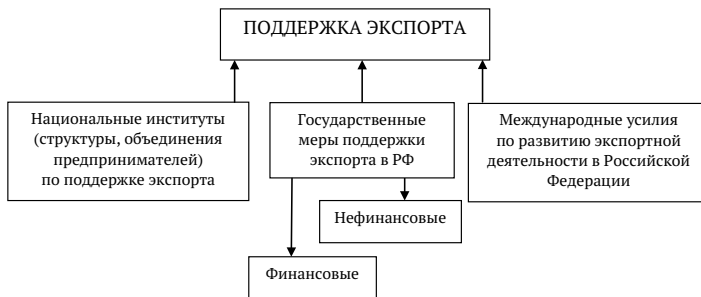 ПОДДЕРЖКА ЭКСПОРТА
Национальные институты
(структуры, объединения
предпринимателей)
по поддержке экспорта
Государственные
меры поддержки
экспорта в РФ
Международные усилия
по развитию экспортной
деятельности в Российской
Федерации
Нефинансовые
Финансовые